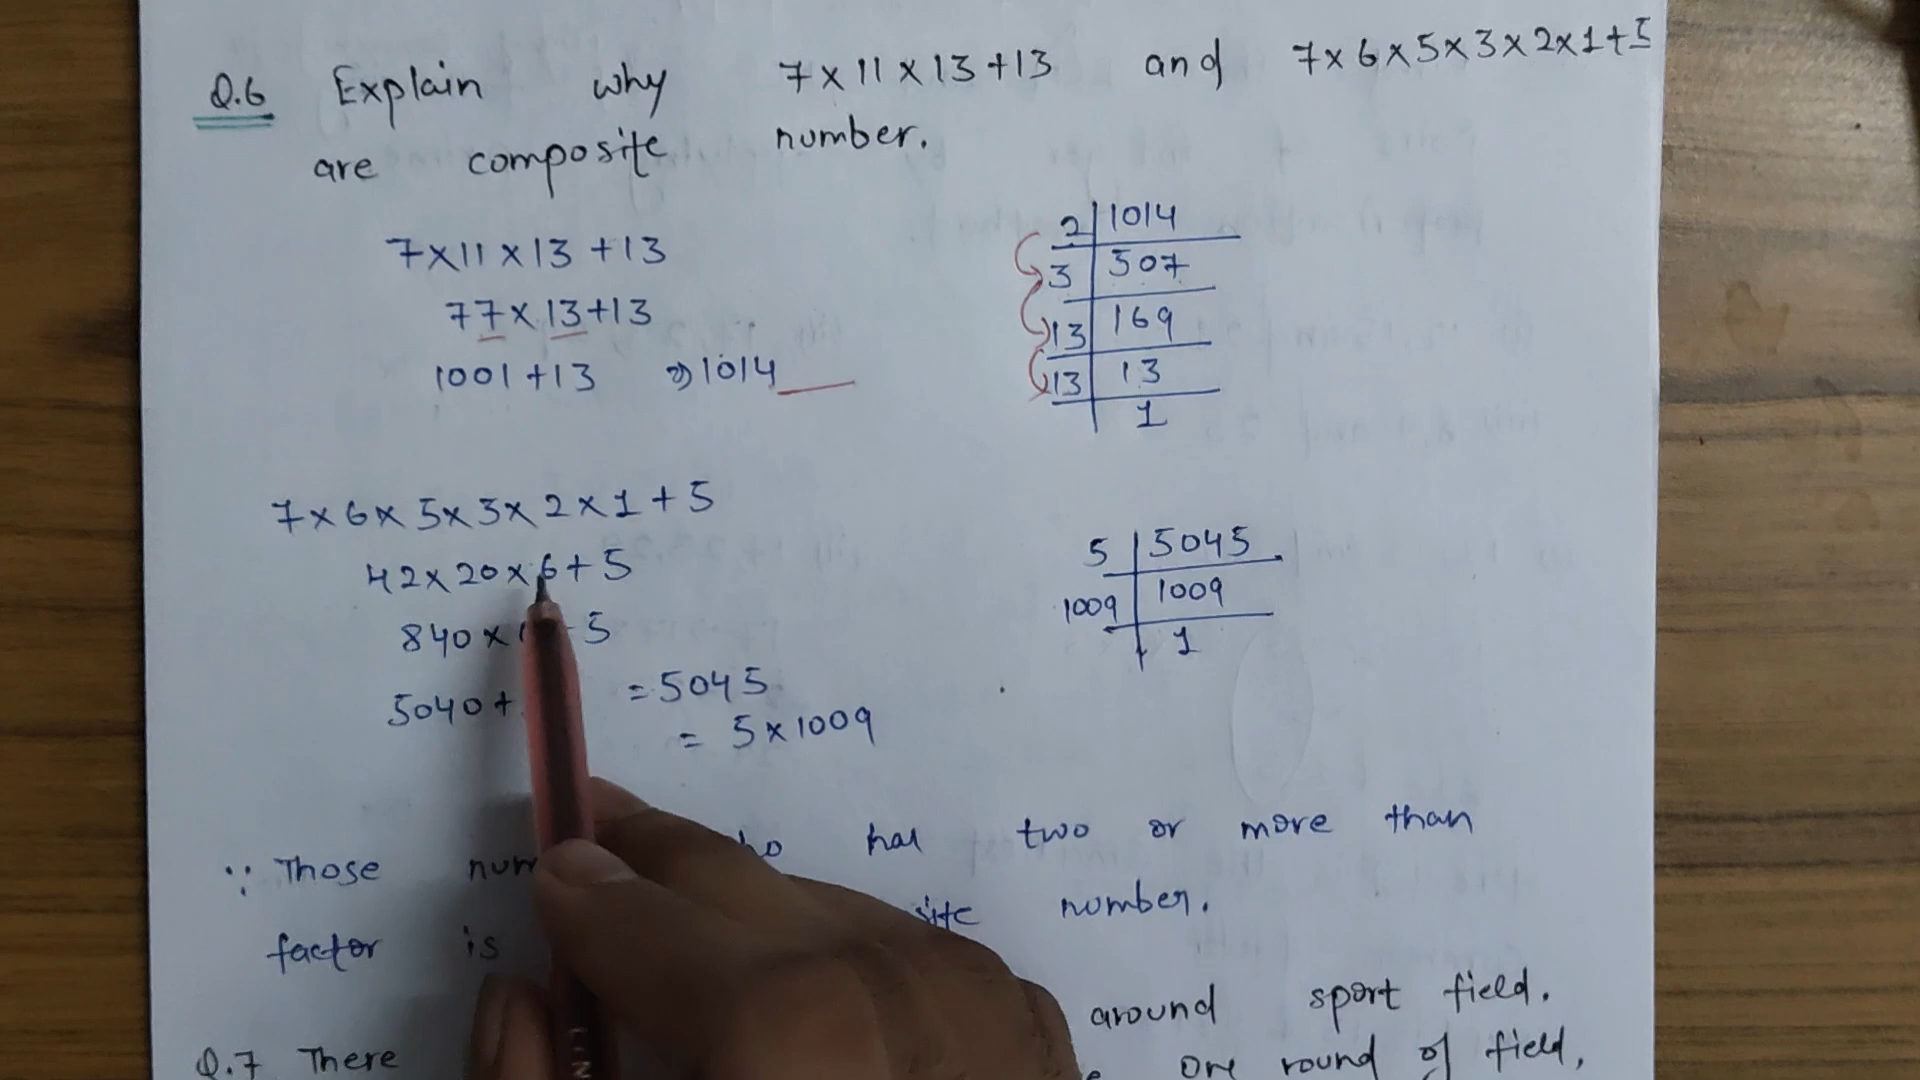 Q.6 Explain why 7×11×13+13 and 7×6×5×3×2×1+5
are composite number.
7×11×13+13
77×13+13
1001+13 ⇒1014
2|1014
3|507
13|169
13|13
1
7×6×5×3×2×1+5
42×20×6+5
840× 5
5040+ =5045
= 5×1009
5|5045
1009|1009
1
∵ Those has two or more than
factor is number.
around sport field.
Q.7 There one round of field,